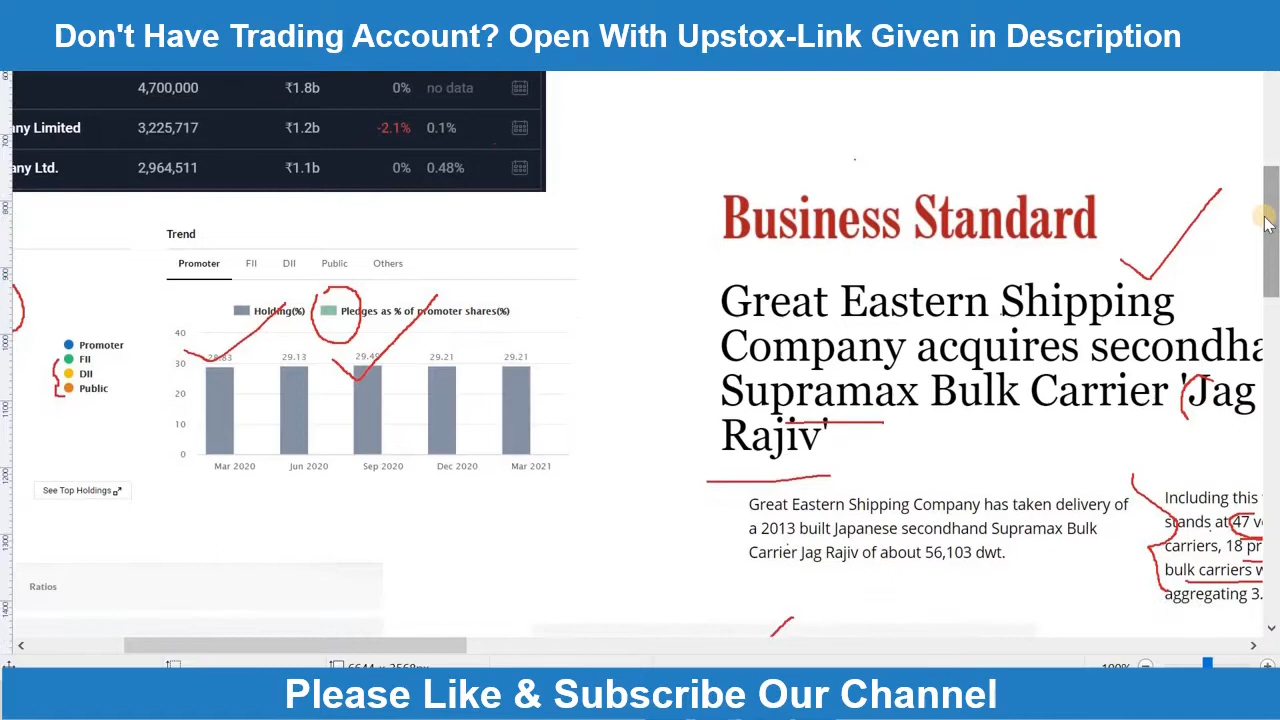 Don't Have Trading Account? Open With Upstox-Link Given in Description
4,700,000 ₹1.8b 0% no data
ny Limited 3,225,717 ₹1.2b -2.1% 0.1%
any Ltd. 2,964,511 ₹1.1b 0% 0.48%
Trend
Promoter FII DII Public Others
Holding(%) Pledges as % of promoter shares(%)
40
30
20
10
0
28.83 29.13 29.49 29.21 29.21
Mar 2020 Jun 2020 Sep 2020 Dec 2020 Mar 2021
Promoter
FII
DII
Public
See Top Holdings
Ratios
Business Standard
Great Eastern Shipping
Company acquires secondha
Supramax Bulk Carrier 'Jag
Rajiv'
Great Eastern Shipping Company has taken delivery of
a 2013 built Japanese secondhand Supramax Bulk
Carrier Jag Rajiv of about 56,103 dwt.
Including this
stands at 47 v
carriers, 18 pr
bulk carriers w
aggregating 3.
Please Like & Subscribe Our Channel